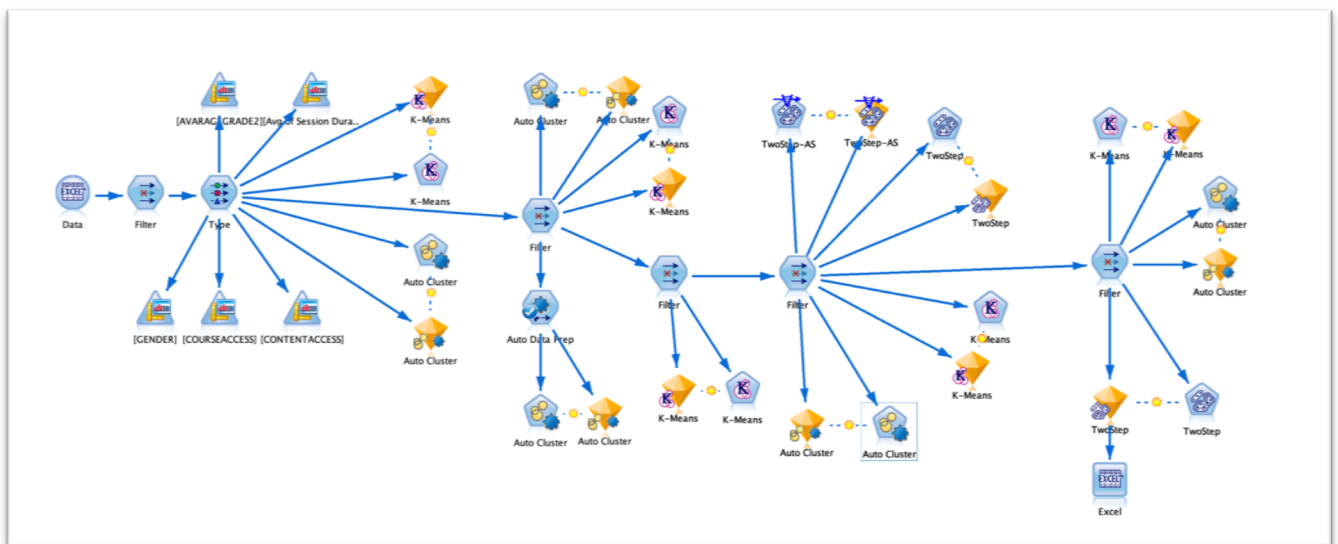 [AVARAGEGRADE2]
[Avg of Session Dura...
K-Means
K-Means
EXCEL
Data
Filter
Type
Auto Cluster
Auto Cluster
[GENDER]
[COURSEACCESS]
[CONTENTACCESS]
Auto Cluster
Auto Cluster
K-Means
K-Means
Filter
Auto Data Prep
Auto Cluster
Auto Cluster
Filter
K-Means
K-Means
TwoStep-AS
TwoStep-AS
TwoStep
TwoStep
Filter
K-Means
K-Means
Auto Cluster
Auto Cluster
K-Means
K-Means
Auto Cluster
Auto Cluster
Filter
TwoStep
TwoStep
EXCEL
Excel